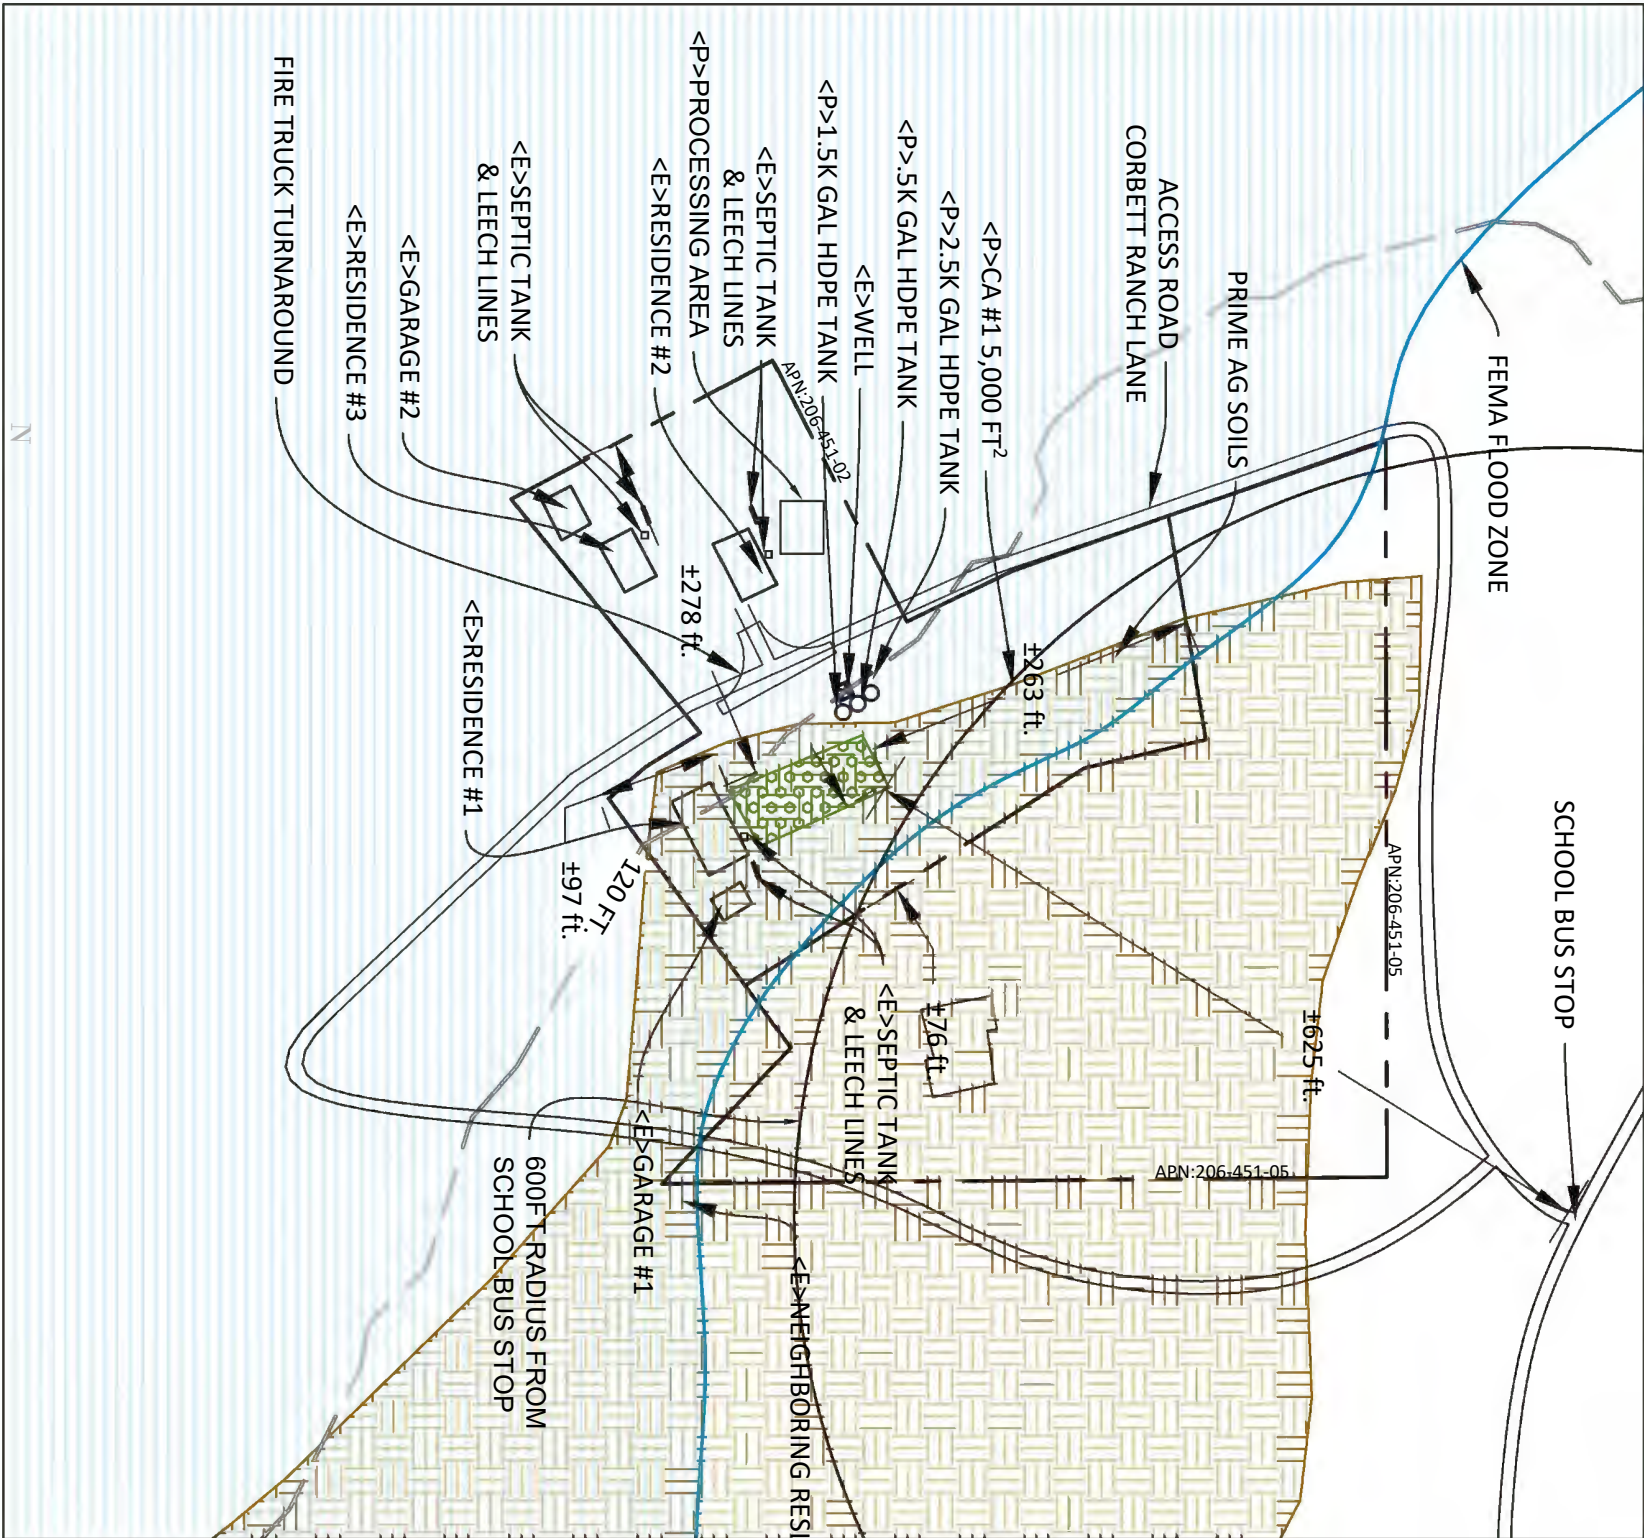 SCHOOL BUS STOP
FEMA FLOOD ZONE
PRIME AG SOILS
ACCESS ROAD
CORBETT RANCH LANE
<P>CA #1 5,000 FT²
<P>2.5K GAL HDPE TANK
<P>.5K GAL HDPE TANK
<E>WELL
<P>1.5K GAL HDPE TANK
<E>SEPTIC TANK
& LEECH LINES
<P>PROCESSING AREA
<E>RESIDENCE #2
<E>SEPTIC TANK
& LEECH LINES
<E>GARAGE #2
<E>RESIDENCE #3
FIRE TRUCK TURNAROUND
APN:206-451-02
APN:206-451-05
APN:206-451-05
±625 ft.
±263 ft.
±278 ft.
±76 ft.
<E>SEPTIC TANK
& LEECH LINES
<E>RESIDENCE #1
120 FT
±97 ft.
<E>GARAGE #1
<E>NEIGHBORING RESI
600FT RADIUS FROM
SCHOOL BUS STOP
N